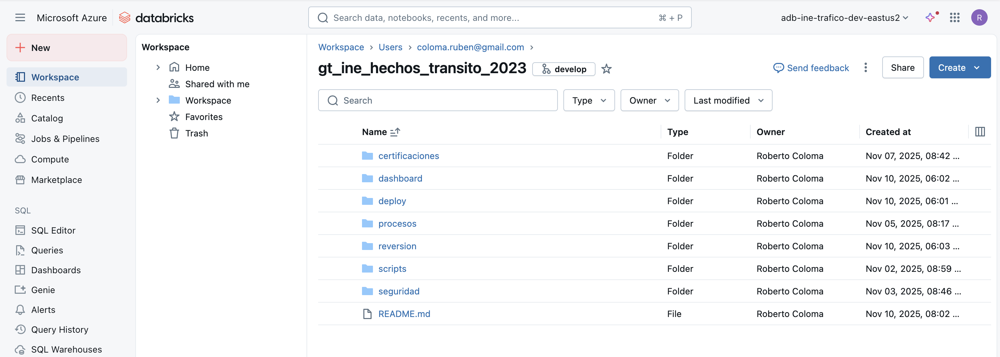 Microsoft Azure databricks
Search data, notebooks, recents, and more... ⌘ + P
adb-ine-trafico-dev-eastus2
R
New
Workspace
Recents
Catalog
Jobs & Pipelines
Compute
Marketplace
SQL
SQL Editor
Queries
Dashboards
Genie
Alerts
Query History
SQL Warehouses
Workspace
Home
Shared with me
Workspace
Favorites
Trash
Workspace > Users > coloma.ruben@gmail.com >
gt_ine_hechos_transito_2023 develop
Send feedback Share Create
Search Type Owner Last modified
Name Type Owner Created at
certificaciones Folder Roberto Coloma Nov 07, 2025, 08:42 ...
dashboard Folder Roberto Coloma Nov 10, 2025, 06:02 ...
deploy Folder Roberto Coloma Nov 10, 2025, 06:01 ...
procesos Folder Roberto Coloma Nov 05, 2025, 08:17 ...
reversion Folder Roberto Coloma Nov 10, 2025, 06:03 ...
scripts Folder Roberto Coloma Nov 02, 2025, 08:59 ...
seguridad Folder Roberto Coloma Nov 03, 2025, 08:46 ...
README.md File Roberto Coloma Nov 10, 2025, 08:02 ...